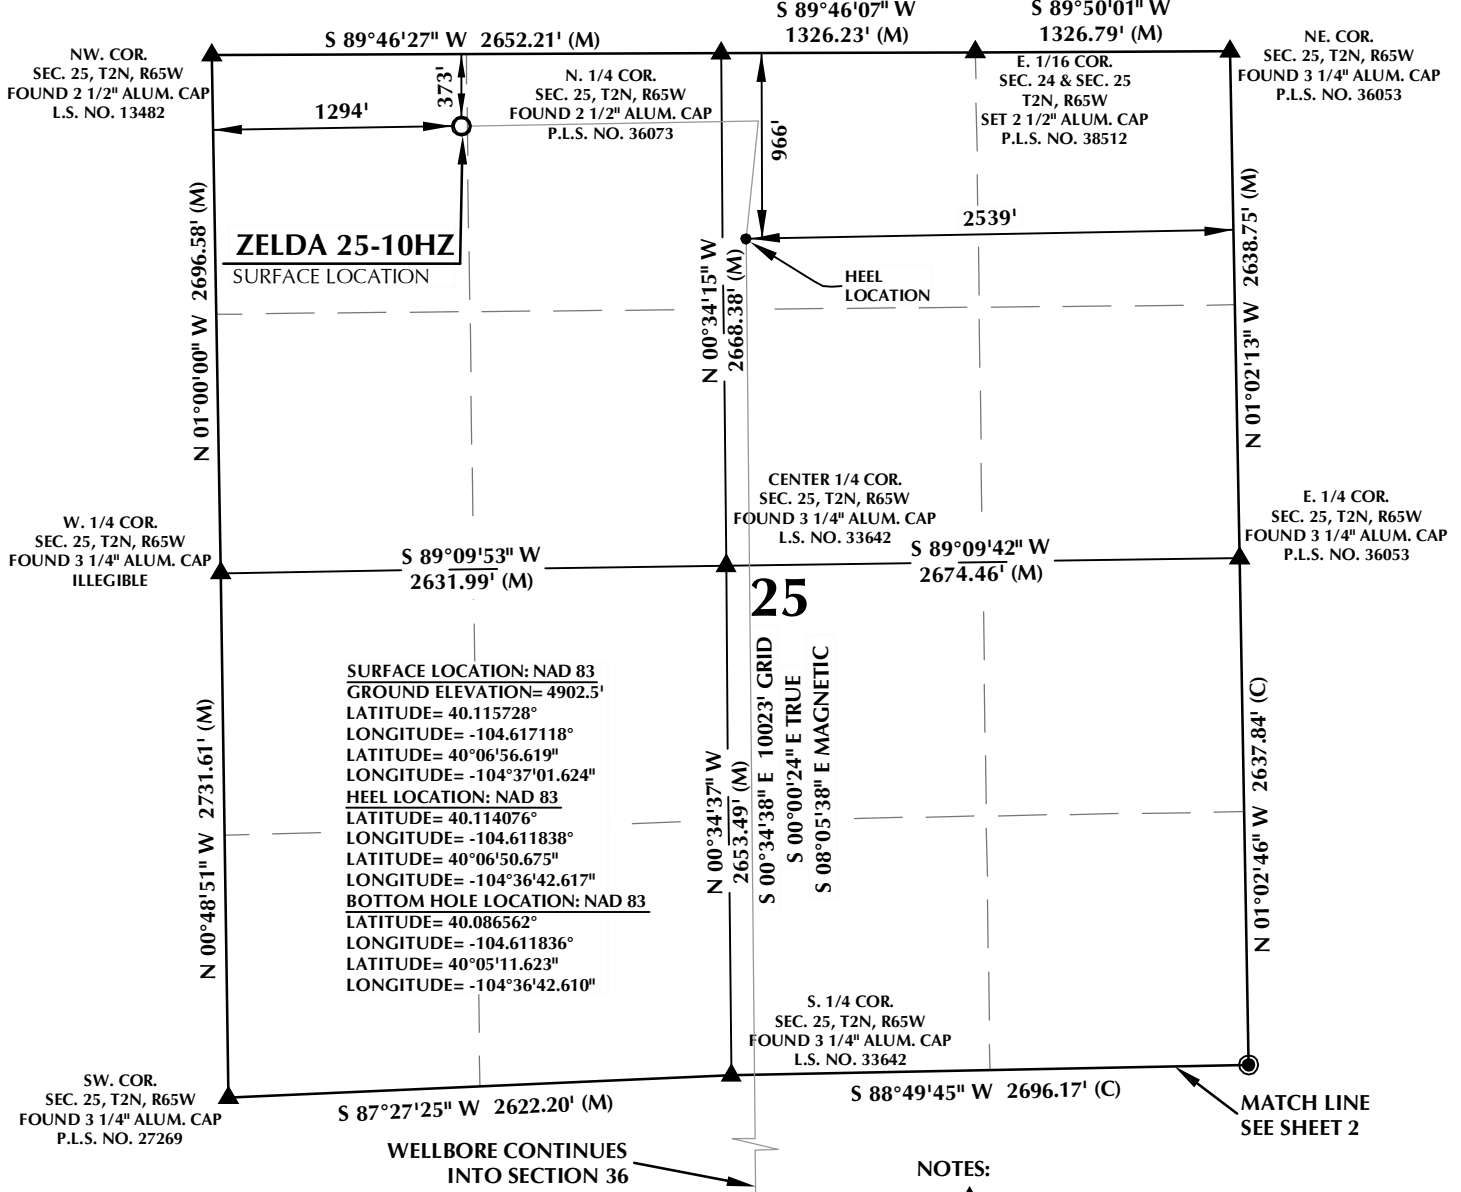 S 89°46'07" W
1326.23' (M)
S 89°50'01" W
1326.79' (M)
S 89°46'27" W 2652.21' (M)
NW. COR.
SEC. 25, T2N, R65W
FOUND 2 1/2" ALUM. CAP
L.S. NO. 13482
N. 1/4 COR.
SEC. 25, T2N, R65W
FOUND 2 1/2" ALUM. CAP
P.L.S. NO. 36073
E. 1/16 COR.
SEC. 24 & SEC. 25
T2N, R65W
SET 2 1/2" ALUM. CAP
P.L.S. NO. 38512
NE. COR.
SEC. 25, T2N, R65W
FOUND 3 1/4" ALUM. CAP
P.L.S. NO. 36053
373'
1294'
966'
2539'
ZELDA 25-10HZ
SURFACE LOCATION
HEEL
LOCATION
N 01°00'00" W 2696.58' (M)
N 00°34'15" W
2668.38' (M)
N 01°02'13" W 2638.75' (M)
W. 1/4 COR.
SEC. 25, T2N, R65W
FOUND 3 1/4" ALUM. CAP
ILLEGIBLE
CENTER 1/4 COR.
SEC. 25, T2N, R65W
FOUND 3 1/4" ALUM. CAP
L.S. NO. 33642
E. 1/4 COR.
SEC. 25, T2N, R65W
FOUND 3 1/4" ALUM. CAP
P.L.S. NO. 36053
S 89°09'53" W
2631.99' (M)
S 89°09'42" W
2674.46' (M)
25
SURFACE LOCATION: NAD 83
GROUND ELEVATION= 4902.5'
LATITUDE= 40.115728°
LONGITUDE= -104.617118°
LATITUDE= 40°06'56.619"
LONGITUDE= -104°37'01.624"
HEEL LOCATION: NAD 83
LATITUDE= 40.114076°
LONGITUDE= -104.611838°
LATITUDE= 40°06'50.675"
LONGITUDE= -104°36'42.617"
BOTTOM HOLE LOCATION: NAD 83
LATITUDE= 40.086562°
LONGITUDE= -104.611836°
LATITUDE= 40°05'11.623"
LONGITUDE= -104°36'42.610"
N 00°48'51" W 2731.61' (M)
N 00°34'37" W
2653.49' (M)
S 00°34'38" E 10023' GRID
S 00°00'24" E TRUE
S 08°05'38" E MAGNETIC
N 01°02'46" W 2637.84' (C)
S. 1/4 COR.
SEC. 25, T2N, R65W
FOUND 3 1/4" ALUM. CAP
L.S. NO. 33642
SW. COR.
SEC. 25, T2N, R65W
FOUND 3 1/4" ALUM. CAP
P.L.S. NO. 27269
S 87°27'25" W 2622.20' (M)
S 88°49'45" W 2696.17' (C)
MATCH LINE
SEE SHEET 2
WELLBORE CONTINUES
INTO SECTION 36
NOTES: